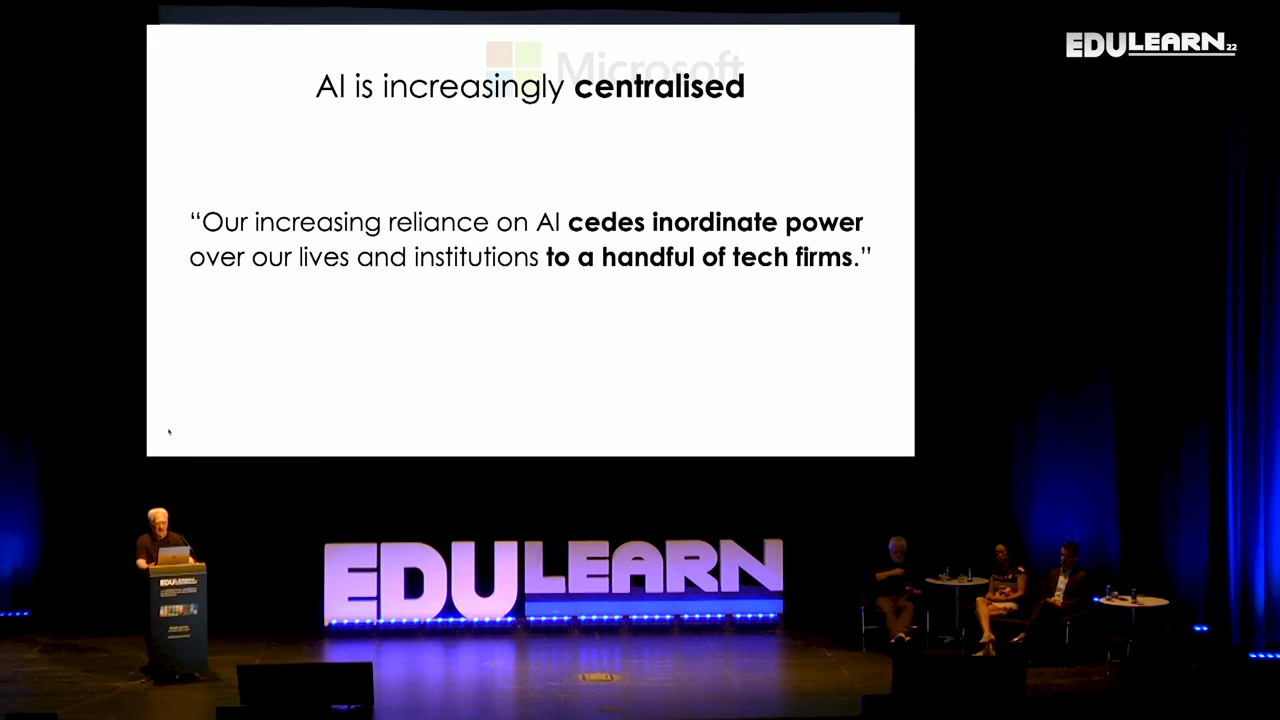 EDULEARN22
Microsoft
AI is increasingly centralised
“Our increasing reliance on AI cedes inordinate power
over our lives and institutions to a handful of tech firms.”
EDULEARN
EDULEARN